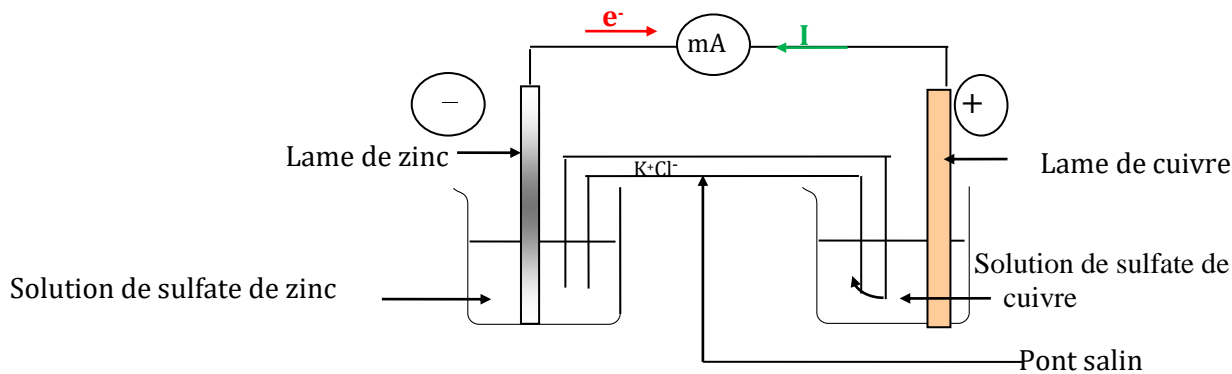 e⁻
mA
I
−
+
Lame de zinc
K⁺Cl⁻
Lame de cuivre
Solution de sulfate de zinc
Solution de sulfate de
cuivre
Pont salin